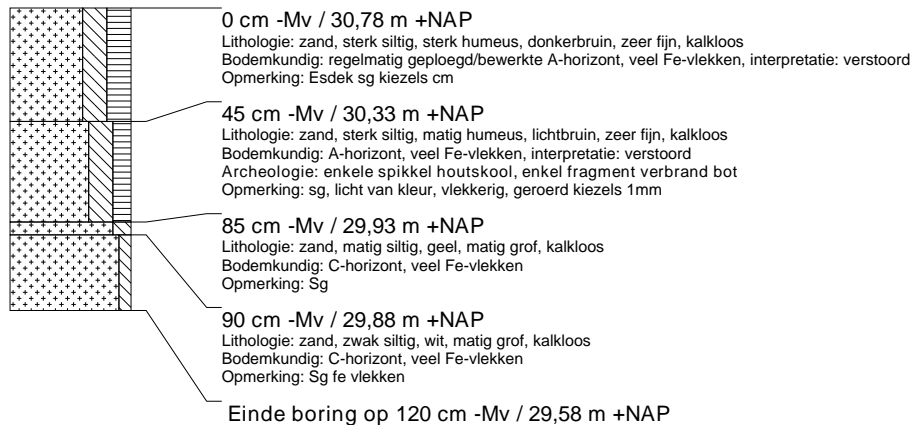 0 cm -Mv / 30,78 m +NAP
Lithologie: zand, sterk siltig, sterk humeus, donkerbruin, zeer fijn, kalkloos
Bodemkundig: regelmatig geploegd/bewerkte A-horizont, veel Fe-vlekken, interpretatie: verstoord
Opmerking: Esdek sg kiezels cm
45 cm -Mv / 30,33 m +NAP
Lithologie: zand, sterk siltig, matig humeus, lichtbruin, zeer fijn, kalkloos
Bodemkundig: A-horizont, veel Fe-vlekken, interpretatie: verstoord
Archeologie: enkele spikkel houtskool, enkel fragment verbrand bot
Opmerking: sg, licht van kleur, vlekkerig, geroerd kiezels 1mm
85 cm -Mv / 29,93 m +NAP
Lithologie: zand, matig siltig, geel, matig grof, kalkloos
Bodemkundig: C-horizont, veel Fe-vlekken
Opmerking: Sg
90 cm -Mv / 29,88 m +NAP
Lithologie: zand, zwak siltig, wit, matig grof, kalkloos
Bodemkundig: C-horizont, veel Fe-vlekken
Opmerking: Sg fe vlekken
Einde boring op 120 cm -Mv / 29,58 m +NAP